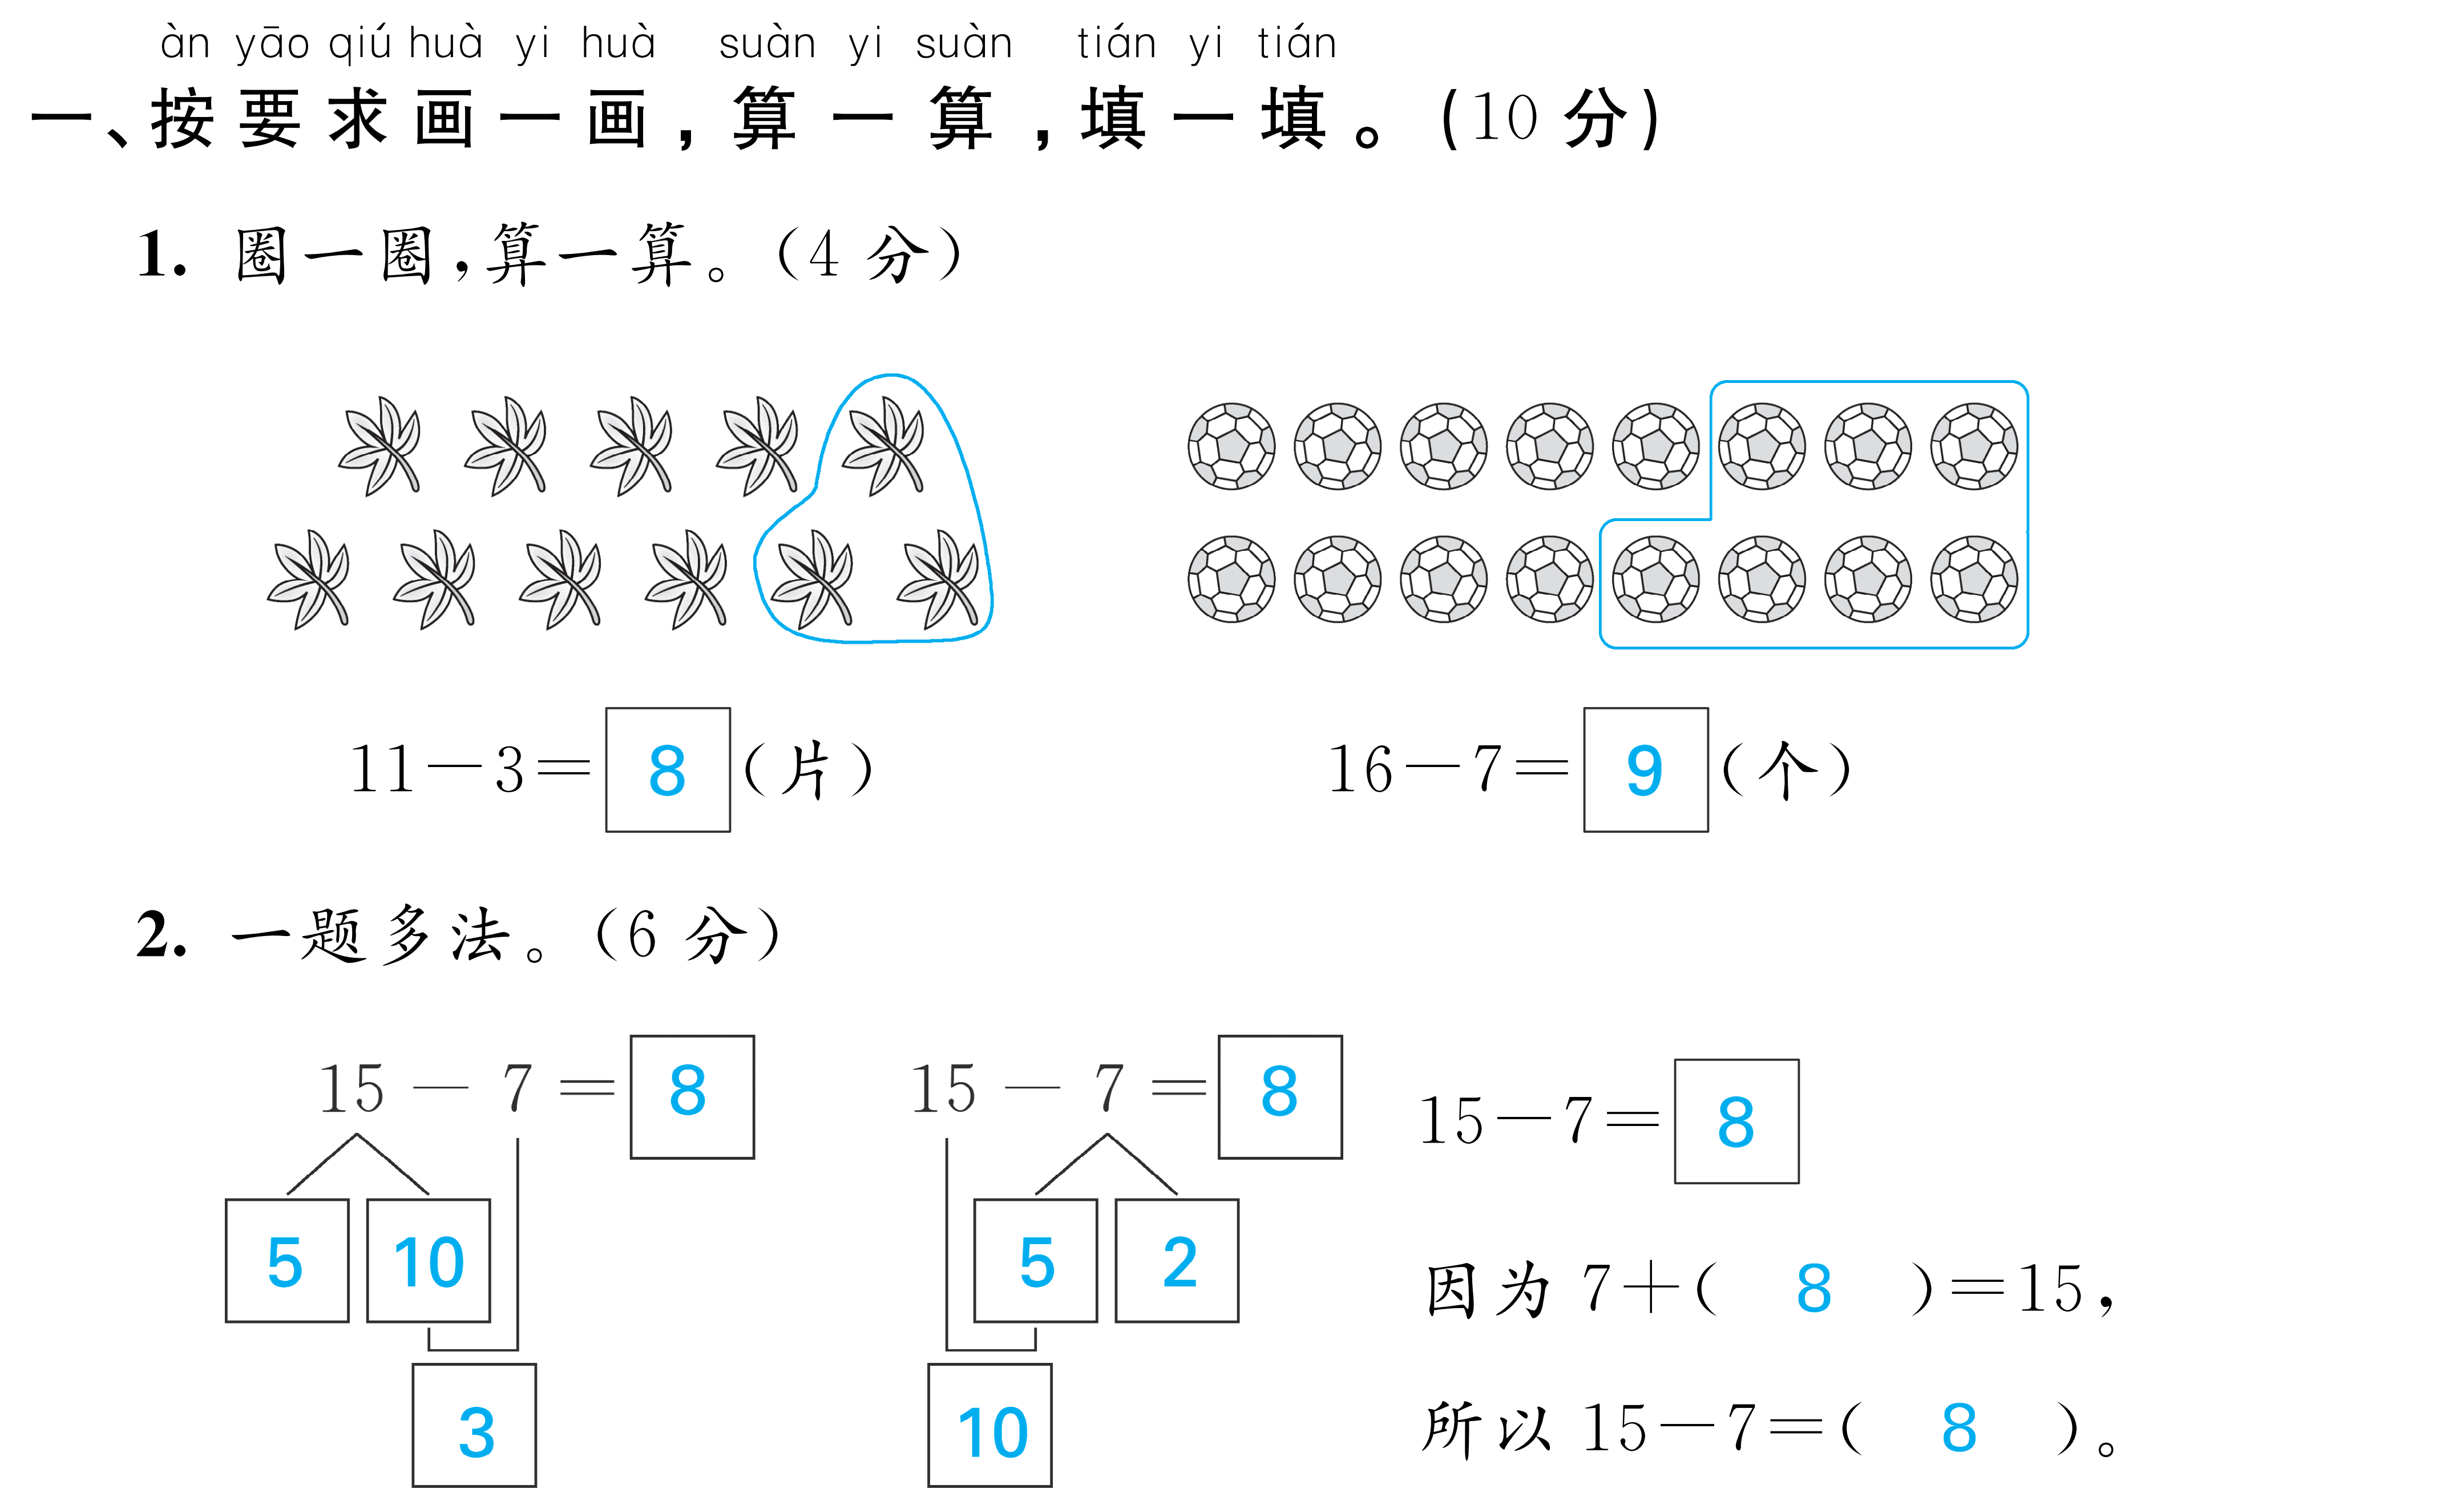 àn yāo qiú huà yi huà suàn yi suàn tián yi tián
一、按要求画一画，算一算，填一填。(10 分)
1. 圈一圈，算一算。(4 分)
11－3＝8(片) 16－7＝9(个)
2. 一题多法。(6 分)
15 － 7 ＝ 8 15 － 7 ＝ 8 15－7＝8
5 10 5 2 因为 7＋( 8 )＝15，
3 10 所以 15－7＝( 8 )。